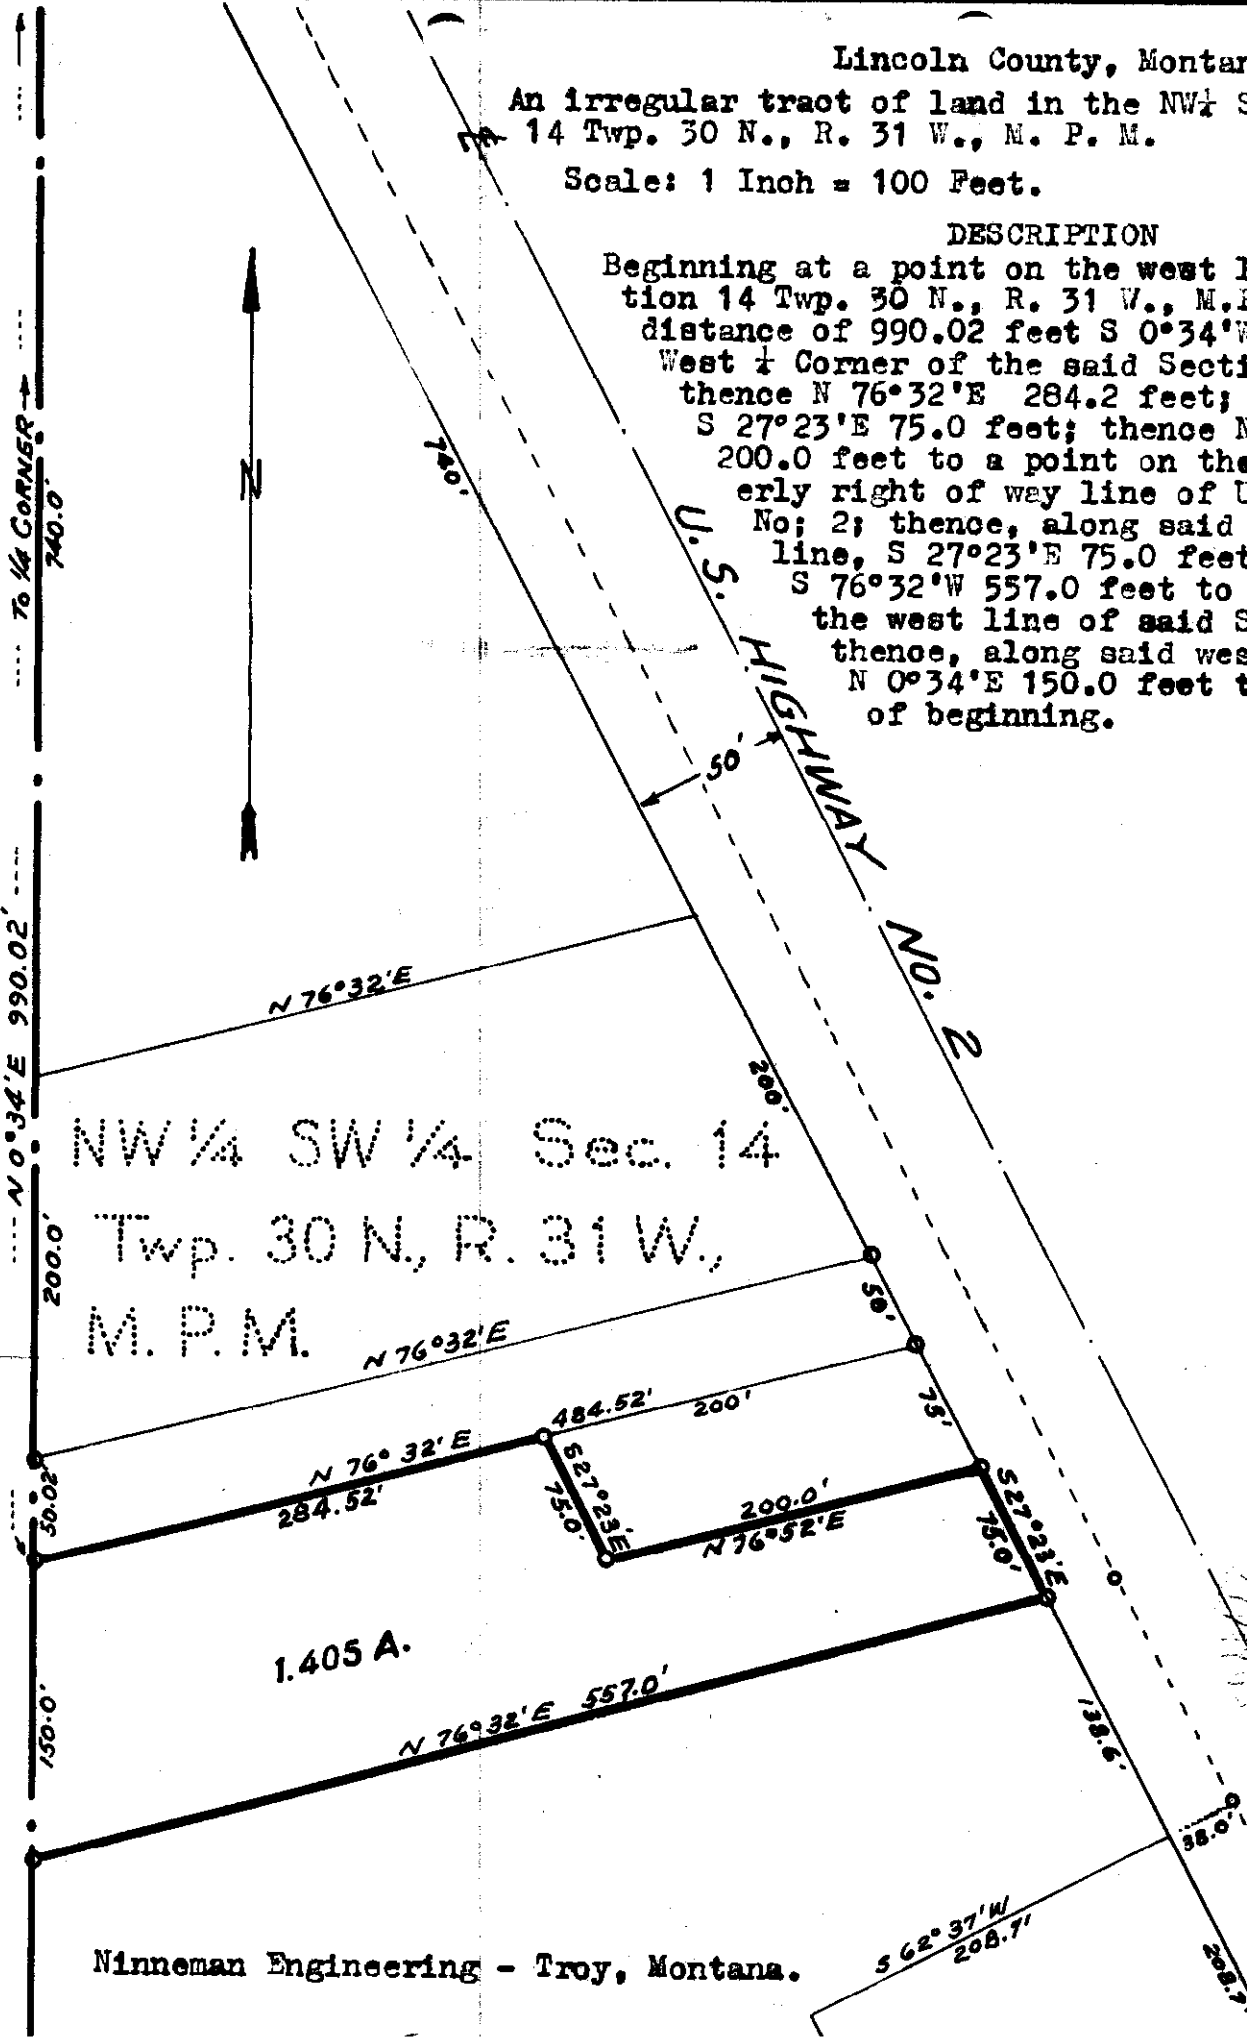 Lincoln County, Montan
An irregular tract of land in the NW¼ S
14 Twp. 30 N., R. 31 W., M. P. M.
Scale: 1 Inch = 100 Feet.
DESCRIPTION
Beginning at a point on the west l
tion 14 Twp. 30 N., R. 31 W., M.P
distance of 990.02 feet S 0°34'W
West ¼ Corner of the said Secti
thence N 76°32'E 284.2 feet;
S 27°23'E 75.0 feet; thence N
200.0 feet to a point on the
erly right of way line of U
No; 2; thence, along said
line, S 27°23'E 75.0 feet
S 76°32'W 557.0 feet to
the west line of said S
thence, along said wes
N 0°34'E 150.0 feet t
of beginning.
To ¼ CORNER
740.0'
N
740'
U. S. HIGHWAY NO. 2
50'
N 0°34'E 990.02'
N 76°32'E
200'
NW ¼ SW ¼ Sec. 14
Twp. 30 N., R. 31 W.,
M. P. M.
200.0'
N 76°32'E
50'
50.02'
484.52'
200'
75'
N 76° 32' E
284.52'
S27°23'E
75.0'
200.0'
N 76°52'E
S27°23'E
75.0'
1.405 A.
150.0'
N 76°32'E 557.0'
138.6'
38.0'
S 62° 37' W
208.7'
208.7'
Ninneman Engineering - Troy, Montana.